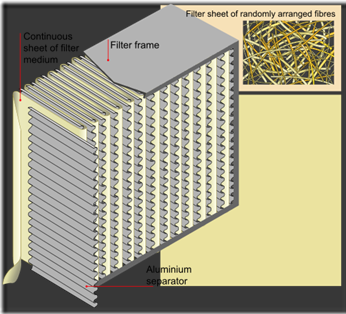 Filter sheet of randomly arranged fibres
Continuous
sheet of filter
medium
Filter frame
Aluminium
separator